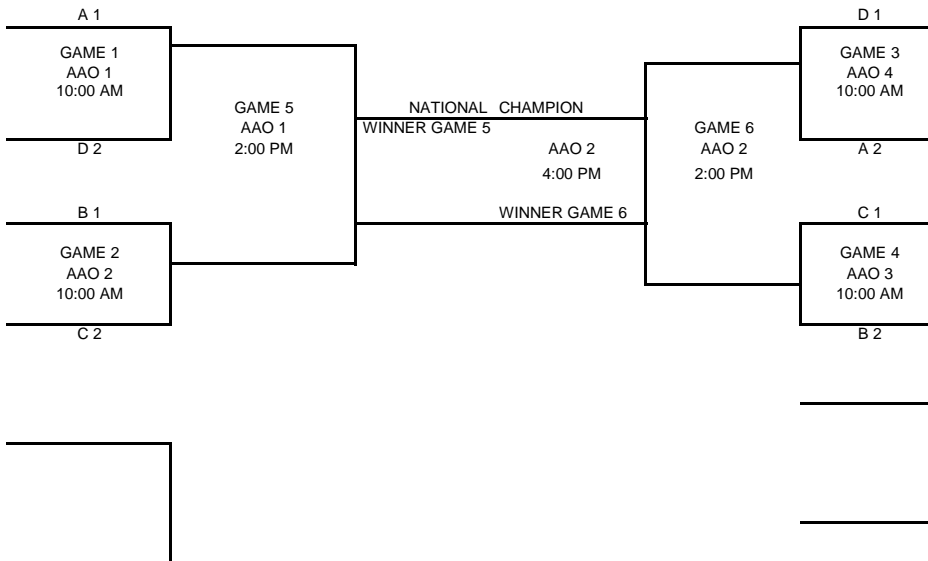 A 1
GAME 1
AAO 1
10:00 AM
D 2
B 1
GAME 2
AAO 2
10:00 AM
C 2
GAME 5
AAO 1
2:00 PM
NATIONAL CHAMPION
WINNER GAME 5
AAO 2
4:00 PM
WINNER GAME 6
GAME 6
AAO 2
2:00 PM
D 1
GAME 3
AAO 4
10:00 AM
A 2
C 1
GAME 4
AAO 3
10:00 AM
B 2